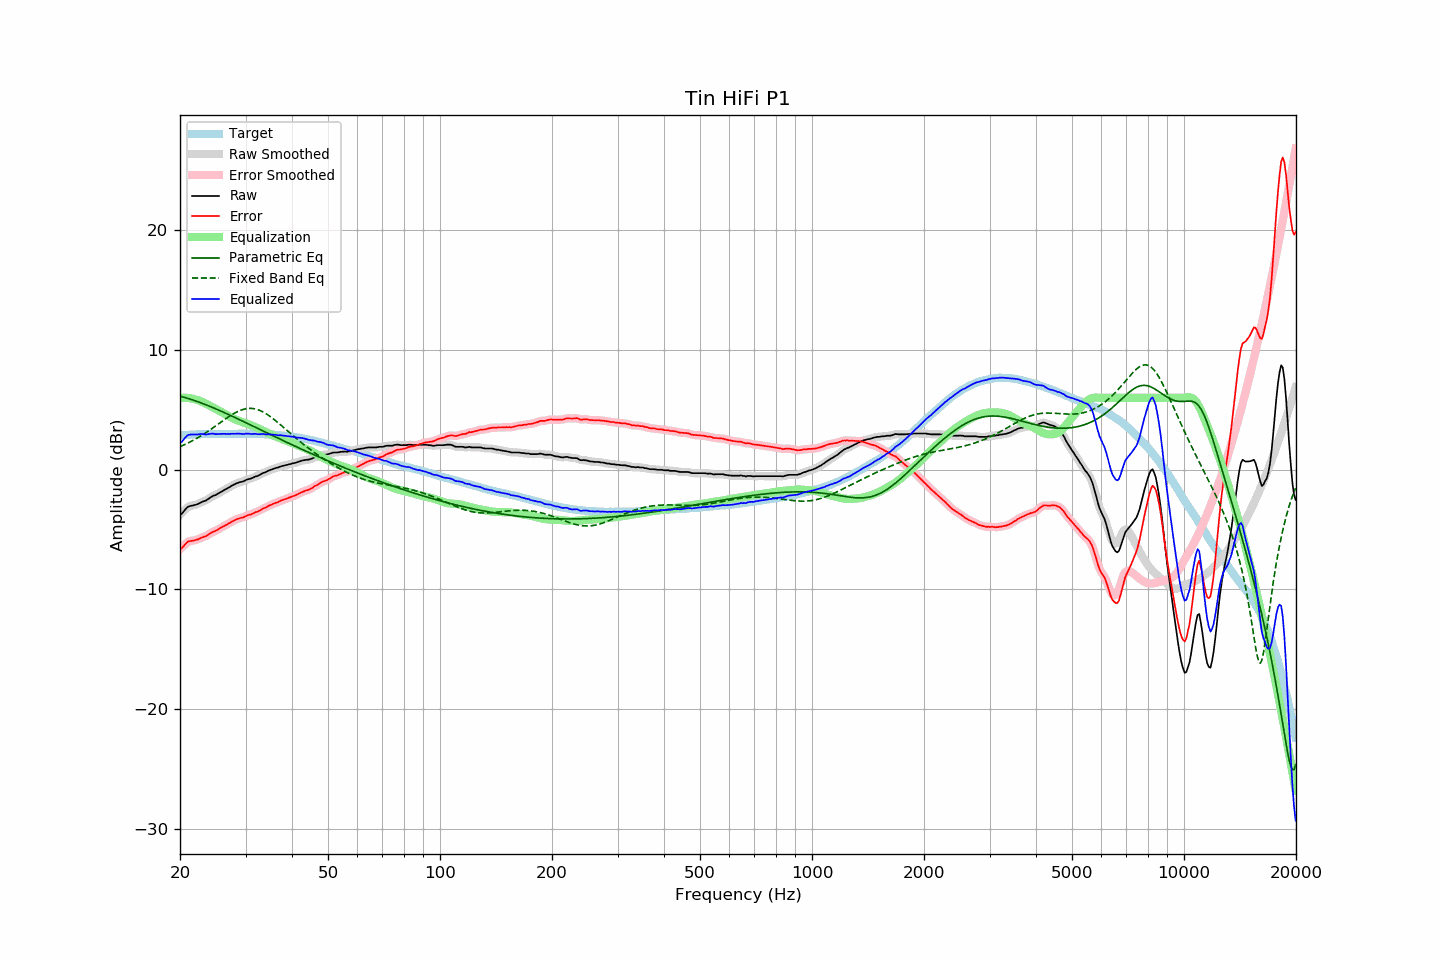 Tin HiFi P1
Target
Raw Smoothed
Error Smoothed
Raw
Error
Equalization
Parametric Eq
Fixed Band Eq
Equalized
Amplitude (dBr)
20
10
0
−10
−20
−30
20 50 100 200 500 1000 2000 5000 10000 20000
Frequency (Hz)